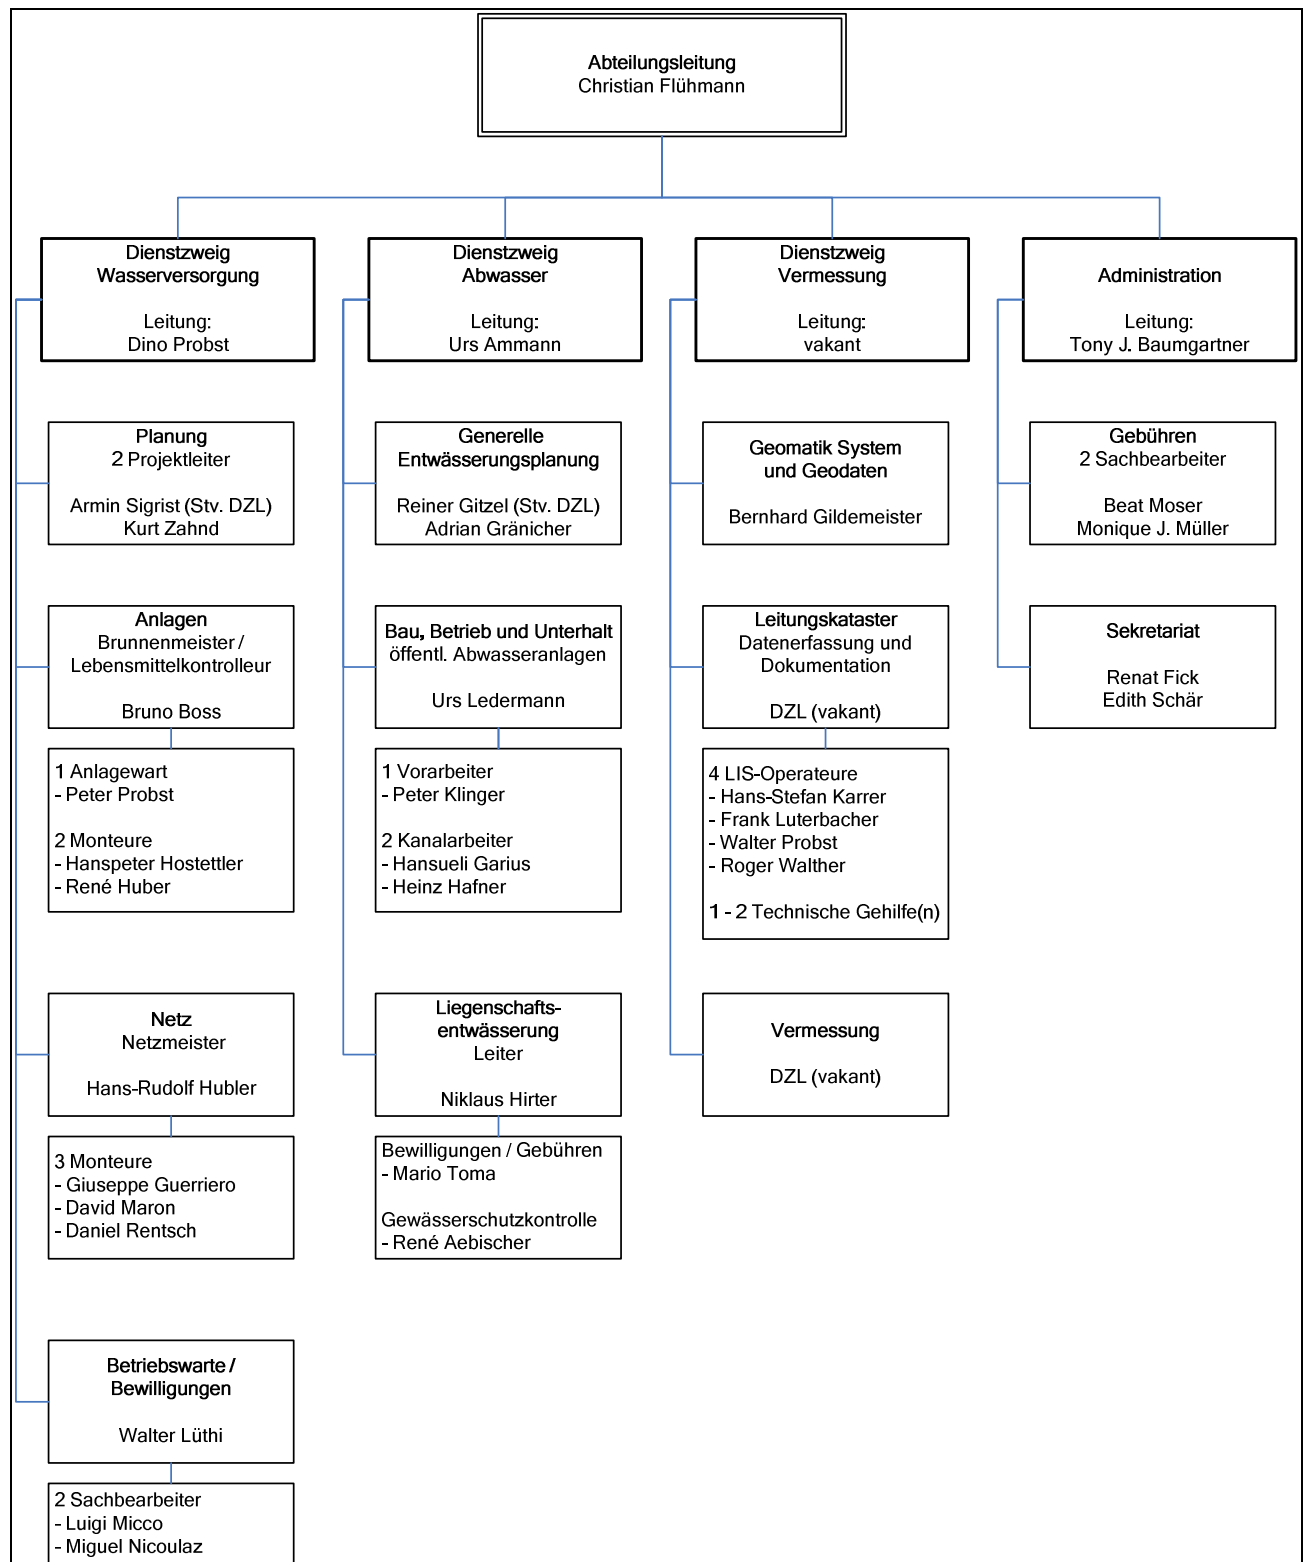 Abteilungsleitung
Christian Flühmann
Dienstzweig
Wasserversorgung
Leitung:
Dino Probst
Planung
2 Projektleiter
Armin Sigrist (Stv. DZL)
Kurt Zahnd
Anlagen
Brunnenmeister /
Lebensmittelkontrolleur
Bruno Boss
1 Anlagewart
- Peter Probst
2 Monteure
- Hanspeter Hostettler
- René Huber
Netz
Netzmeister
Hans-Rudolf Hubler
3 Monteure
- Giuseppe Guerriero
- David Maron
- Daniel Rentsch
Betriebswarte /
Bewilligungen
Walter Lüthi
2 Sachbearbeiter
- Luigi Micco
- Miguel Nicoulaz
Dienstzweig
Abwasser
Leitung:
Urs Ammann
Generelle
Entwässerungsplanung
Reiner Gitzel (Stv. DZL)
Adrian Gränicher
Bau, Betrieb und Unterhalt
öffentl. Abwasseranlagen
Urs Ledermann
1 Vorarbeiter
- Peter Klinger
2 Kanalarbeiter
- Hansueli Garius
- Heinz Hafner
Liegenschafts-
entwässerung
Leiter
Niklaus Hirter
Bewilligungen / Gebühren
- Mario Toma
Gewässerschutzkontrolle
- René Aebischer
Dienstzweig
Vermessung
Leitung:
vakant
Geomatik System
und Geodaten
Bernhard Gildemeister
Leitungskataster
Datenerfassung und
Dokumentation
DZL (vakant)
4 LIS-Operateure
- Hans-Stefan Karrer
- Frank Luterbacher
- Walter Probst
- Roger Walther
1 - 2 Technische Gehilfe(n)
Vermessung
DZL (vakant)
Administration
Leitung:
Tony J. Baumgartner
Gebühren
2 Sachbearbeiter
Beat Moser
Monique J. Müller
Sekretariat
Renat Fick
Edith Schär